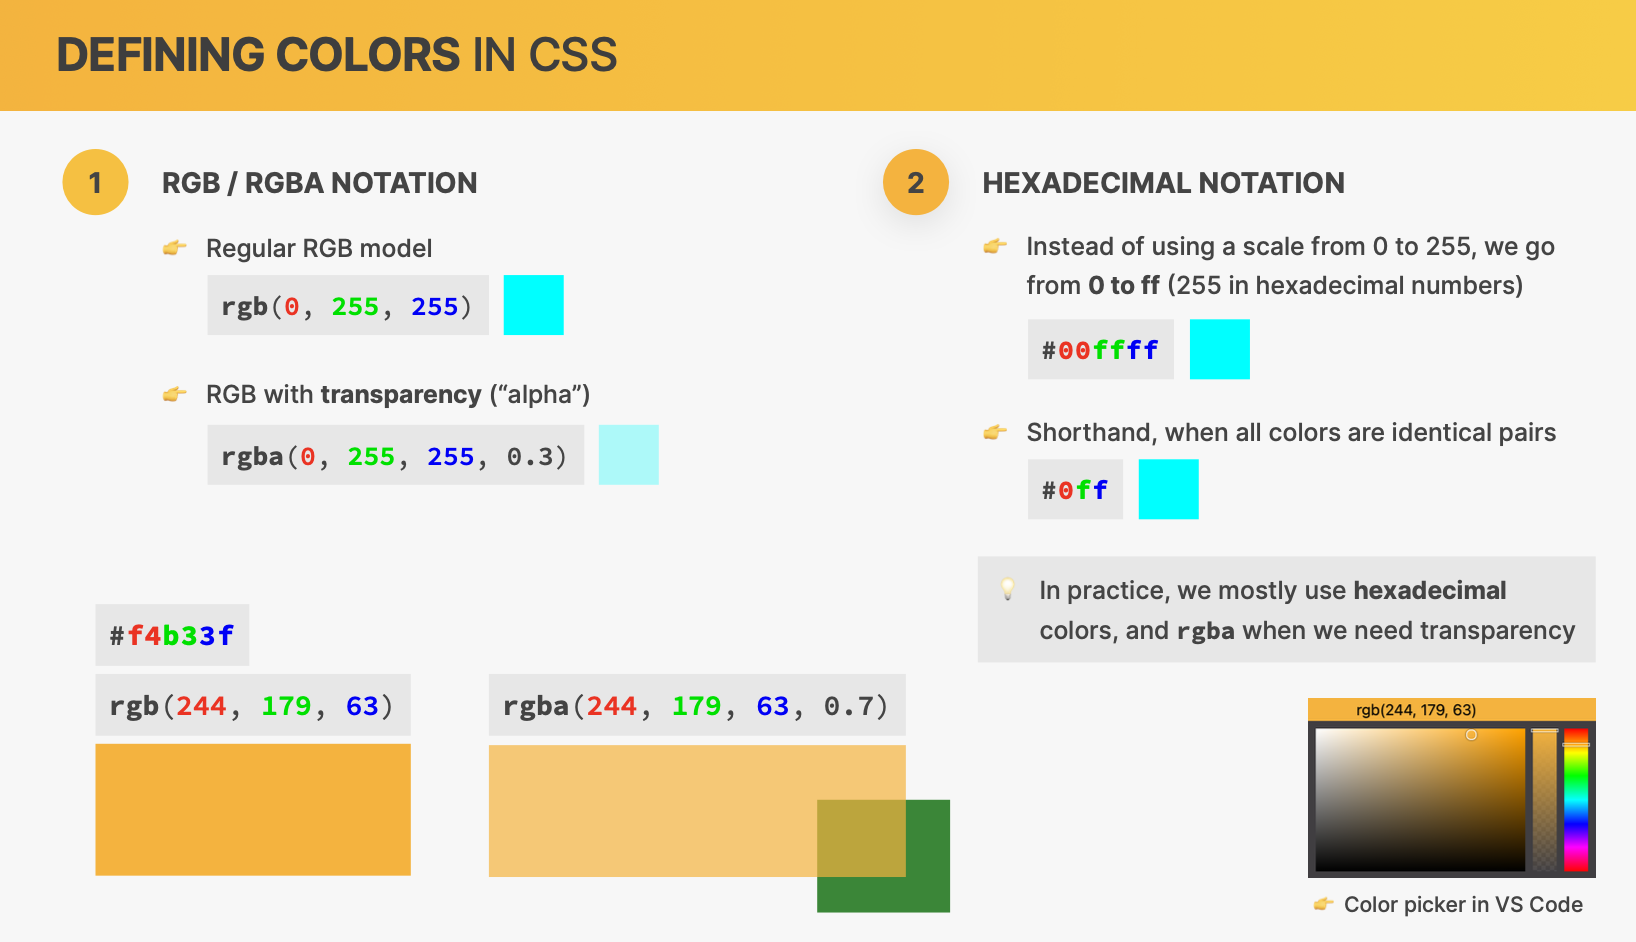 DEFINING COLORS IN CSS
1
RGB / RGBA NOTATION
👉 Regular RGB model
rgb(0, 255, 255)
👉 RGB with transparency (“alpha”)
rgba(0, 255, 255, 0.3)
#f4b33f
rgb(244, 179, 63)
rgba(244, 179, 63, 0.7)
2
HEXADECIMAL NOTATION
👉 Instead of using a scale from 0 to 255, we go
from 0 to ff (255 in hexadecimal numbers)
#00ffff
👉 Shorthand, when all colors are identical pairs
#0ff
💡 In practice, we mostly use hexadecimal
colors, and rgba when we need transparency
rgb(244, 179, 63)
👉 Color picker in VS Code